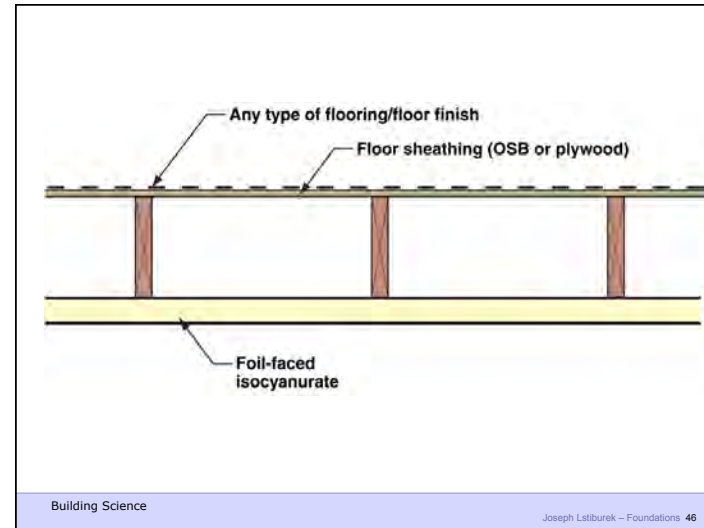 Any type of flooring/floor finish
Floor sheathing (OSB or plywood)
Foil-faced
isocyanurate
Building Science
Joseph Lstiburek – Foundations 46